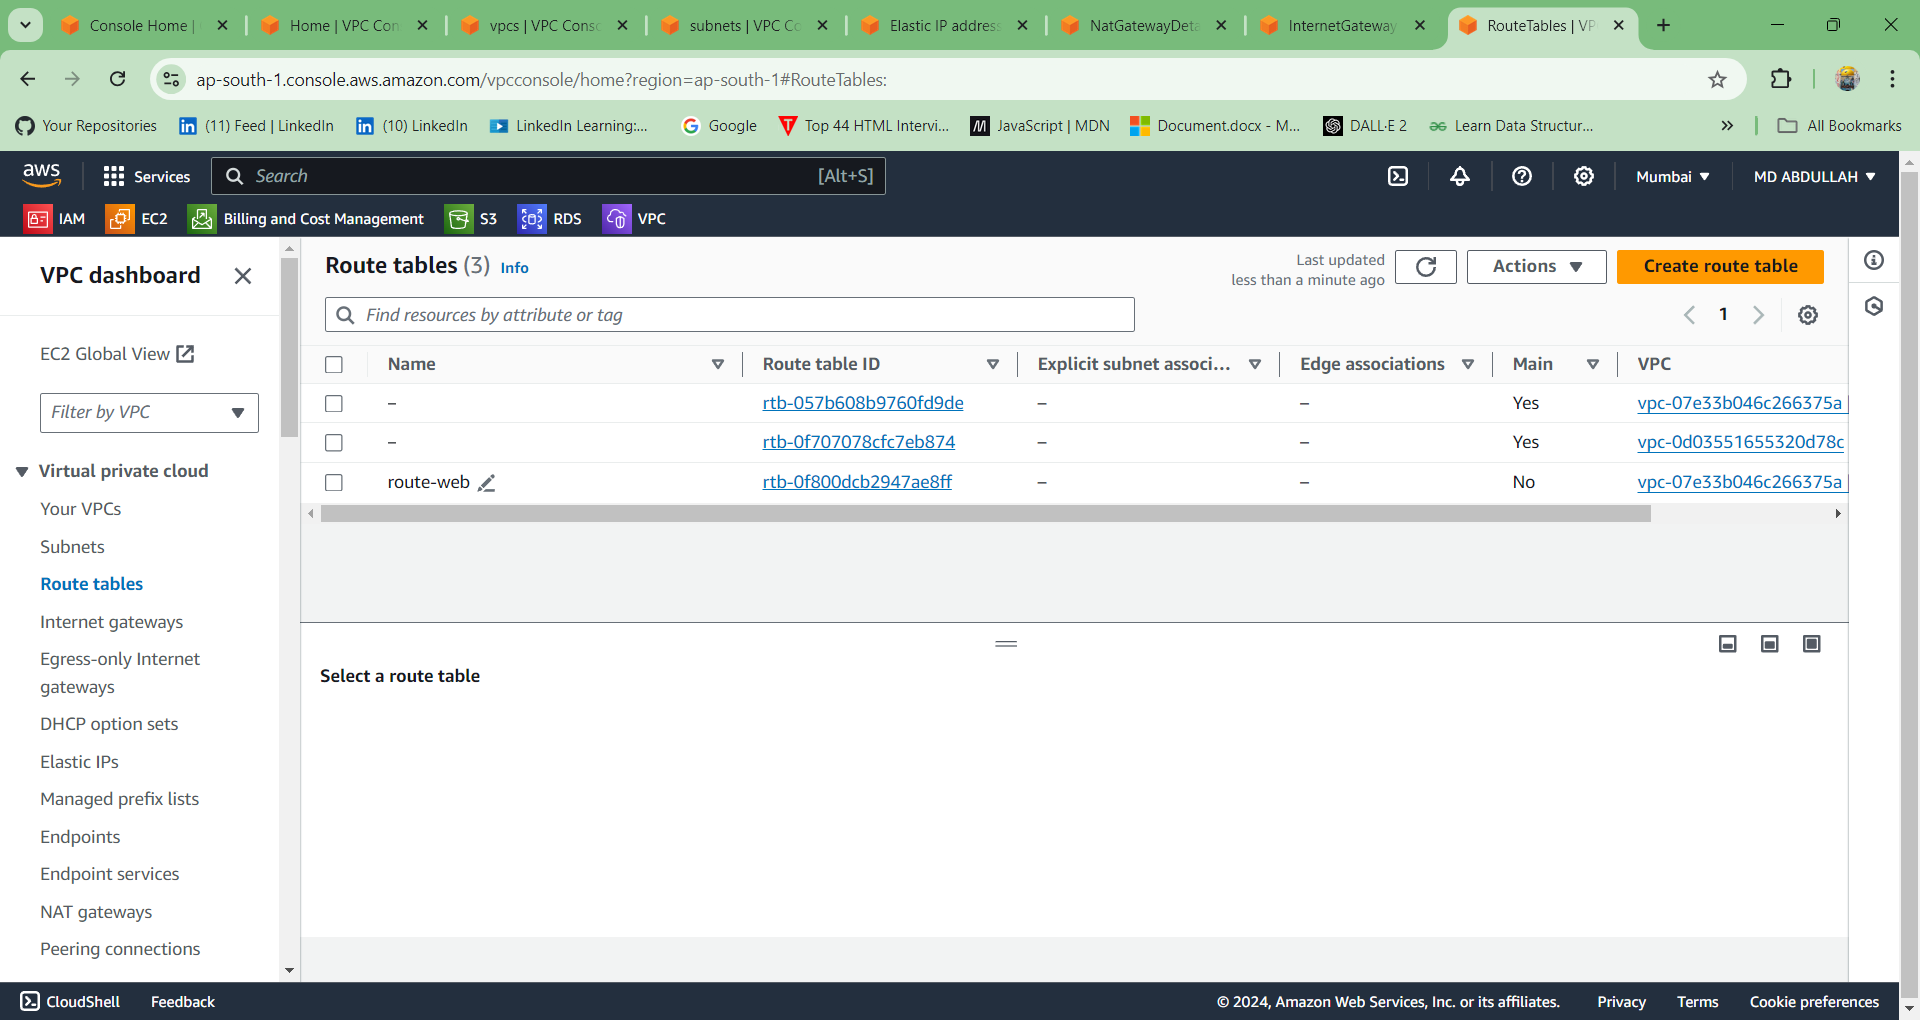 Console Home |
Home | VPC Con
vpcs | VPC Conso
subnets | VPC Co
Elastic IP address
NatGatewayDeta
InternetGateway
RouteTables | VP
ap-south-1.console.aws.amazon.com/vpcconsole/home?region=ap-south-1#RouteTables:
Your Repositories
(11) Feed | LinkedIn
(10) LinkedIn
LinkedIn Learning:...
Google
Top 44 HTML Intervi...
JavaScript | MDN
Document.docx - M...
DALL·E 2
Learn Data Structur...
All Bookmarks
aws
Services
Search
[Alt+S]
Mumbai
MD ABDULLAH
IAM
EC2
Billing and Cost Management
S3
RDS
VPC
VPC dashboard
EC2 Global View
Filter by VPC
Virtual private cloud
Your VPCs
Subnets
Route tables
Internet gateways
Egress-only Internet
gateways
DHCP option sets
Elastic IPs
Managed prefix lists
Endpoints
Endpoint services
NAT gateways
Peering connections
Route tables (3) Info
Last updated
less than a minute ago
Actions
Create route table
Find resources by attribute or tag
1
Name
Route table ID
Explicit subnet associ...
Edge associations
Main
VPC
– rtb-057b608b9760fd9de – – Yes vpc-07e33b046c266375a |
– rtb-0f707078cfc7eb874 – – Yes vpc-0d03551655320d78c
route-web rtb-0f800dcb2947ae8ff – – No vpc-07e33b046c266375a |
Select a route table
CloudShell
Feedback
© 2024, Amazon Web Services, Inc. or its affiliates.
Privacy
Terms
Cookie preferences